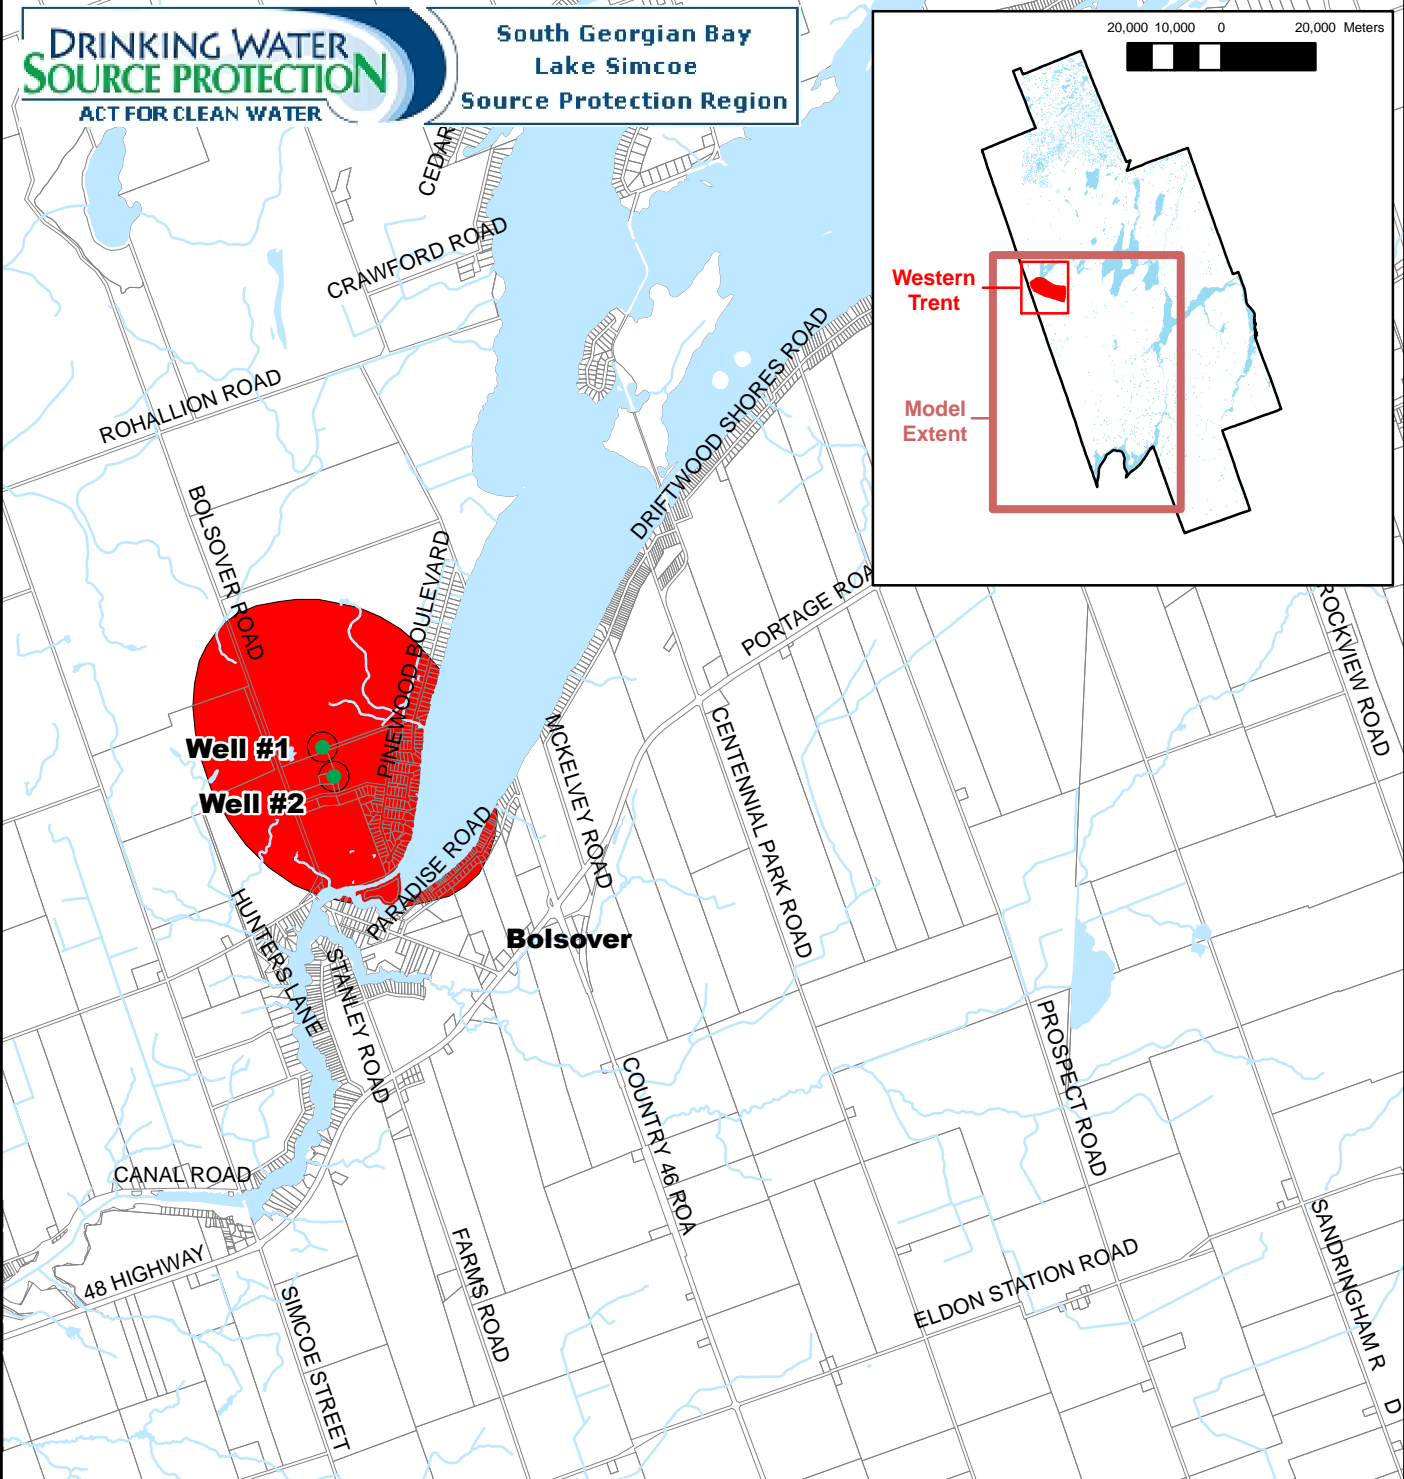 DRINKING WATER
SOURCE PROTECTION
ACT FOR CLEAN WATER
South Georgian Bay
Lake Simcoe
Source Protection Region
20,000 10,000 0 20,000 Meters
Western
Trent
Model
Extent
CEDAR
CRAWFORD ROAD
ROHALLION ROAD
DRIFTWOOD SHORES ROAD
BOLSOVER ROAD
PINEWOOD BOULEVARD
PORTAGE ROA
ROCKVIEW ROAD
Well #1
Well #2
MCKELVEY ROAD
CENTENNIAL PARK ROAD
PARADISE ROAD
HUNTERS LANE
STANLEY ROAD
Bolsover
PROSPECT ROAD
COUNTRY 46 ROA
CANAL ROAD
48 HIGHWAY
SIMCOE STREET
FARMS ROAD
ELDON STATION ROAD
SANDRINGHAM R
D